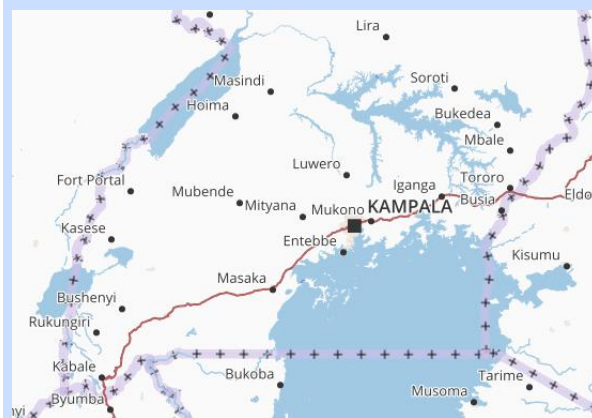 Lira
Masindi
Soroti
Hoima
Bukedea
Mbale
Luwero
Fort Portal
Tororo
Iganga
Mubende
Mityana
Busia
Eldo
Mukono
KAMPALA
Kasese
Entebbe
Kisumu
Masaka
Bushenyi
Rukungiri
Kabale
Bukoba
Tarime
Byumba
Musoma
nyi